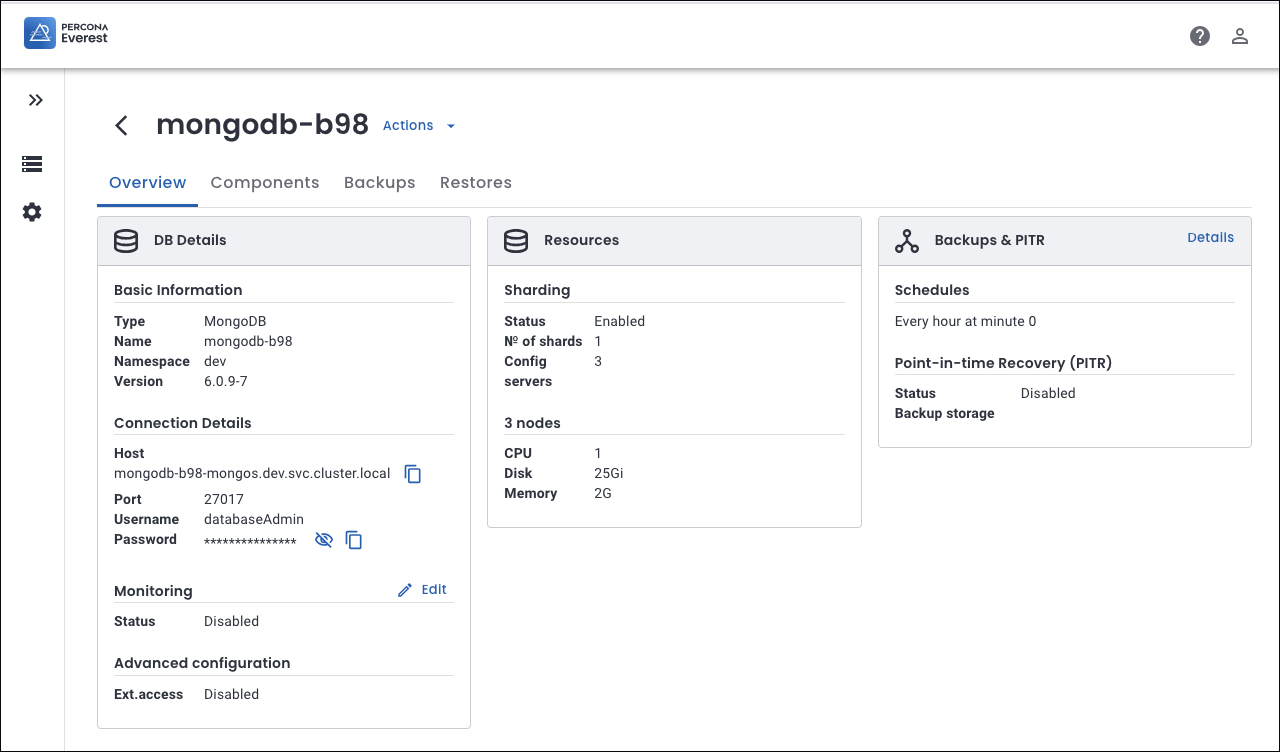 PERCONA
Everest
mongodb-b98 Actions
Overview Components Backups Restores
DB Details
Basic Information
Type MongoDB
Name mongodb-b98
Namespace dev
Version 6.0.9-7
Connection Details
Host
mongodb-b98-mongos.dev.svc.cluster.local
Port 27017
Username databaseAdmin
Password ***************
Monitoring Edit
Status Disabled
Advanced configuration
Ext.access Disabled
Resources
Sharding
Status Enabled
Nº of shards 1
Config 3
servers
3 nodes
CPU 1
Disk 25Gi
Memory 2G
Backups & PITR Details
Schedules
Every hour at minute 0
Point-in-time Recovery (PITR)
Status Disabled
Backup storage